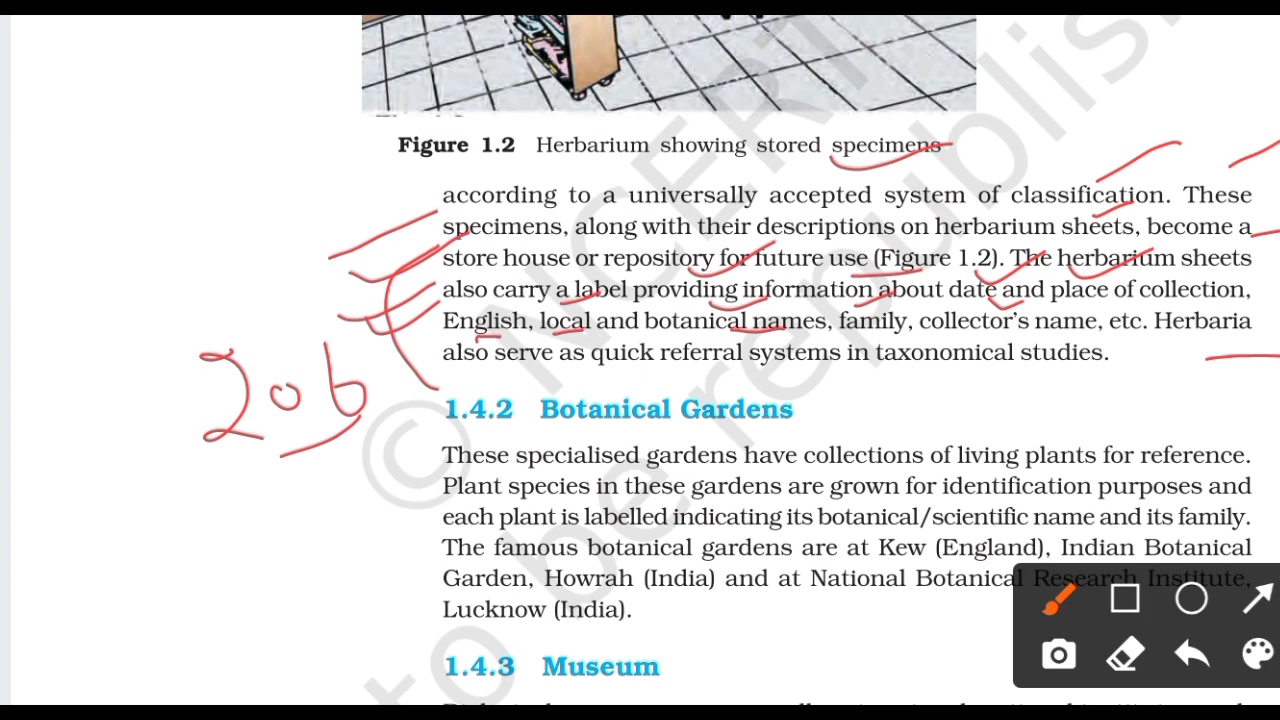 Figure 1.2 Herbarium showing stored specimens
according to a universally accepted system of classification. These
specimens, along with their descriptions on herbarium sheets, become a
store house or repository for future use (Figure 1.2). The herbarium sheets
also carry a label providing information about date and place of collection,
English, local and botanical names, family, collector's name, etc. Herbaria
also serve as quick referral systems in taxonomical studies.
1.4.2 Botanical Gardens
These specialised gardens have collections of living plants for reference.
Plant species in these gardens are grown for identification purposes and
each plant is labelled indicating its botanical/scientific name and its family.
The famous botanical gardens are at Kew (England), Indian Botanical
Garden, Howrah (India) and at National Botanical Research Institute,
Lucknow (India).
1.4.3 Museum
© NCERT
to be republish